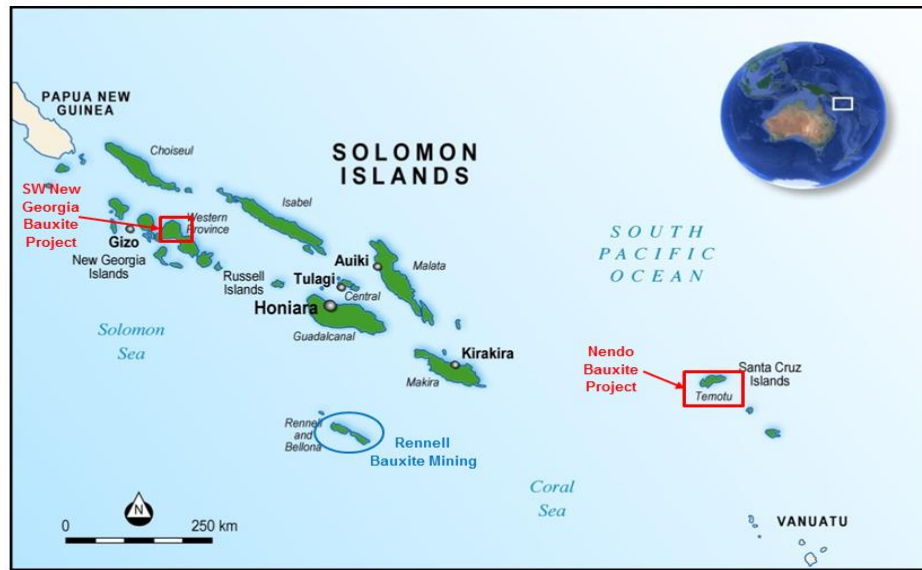 PAPUA NEW
GUINEA
Choiseul
SOLOMON
ISLANDS
SW New
Georgia
Bauxite
Project
Western
Province
Isabel
Gizo
New Georgia
Islands
Russell
Islands
Auiki
Malata
Tulagi
Central
Honiara
Guadalcanal
SOUTH
PACIFIC
OCEAN
Solomon
Sea
Kirakira
Makira
Nendo
Bauxite
Project
Santa Cruz
Islands
Temotu
Rennell
and
Bellona
Rennell
Bauxite Mining
Coral
Sea
N
0 250 km
VANUATU